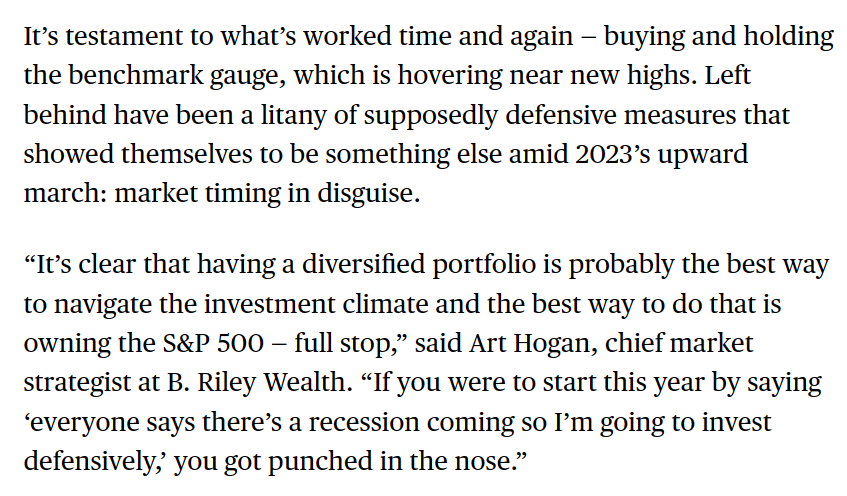 It’s testament to what’s worked time and again – buying and holding
the benchmark gauge, which is hovering near new highs. Left
behind have been a litany of supposedly defensive measures that
showed themselves to be something else amid 2023’s upward
march: market timing in disguise.
“It’s clear that having a diversified portfolio is probably the best way
to navigate the investment climate and the best way to do that is
owning the S&P 500 – full stop,” said Art Hogan, chief market
strategist at B. Riley Wealth. “If you were to start this year by saying
‘everyone says there’s a recession coming so I’m going to invest
defensively,’ you got punched in the nose.”